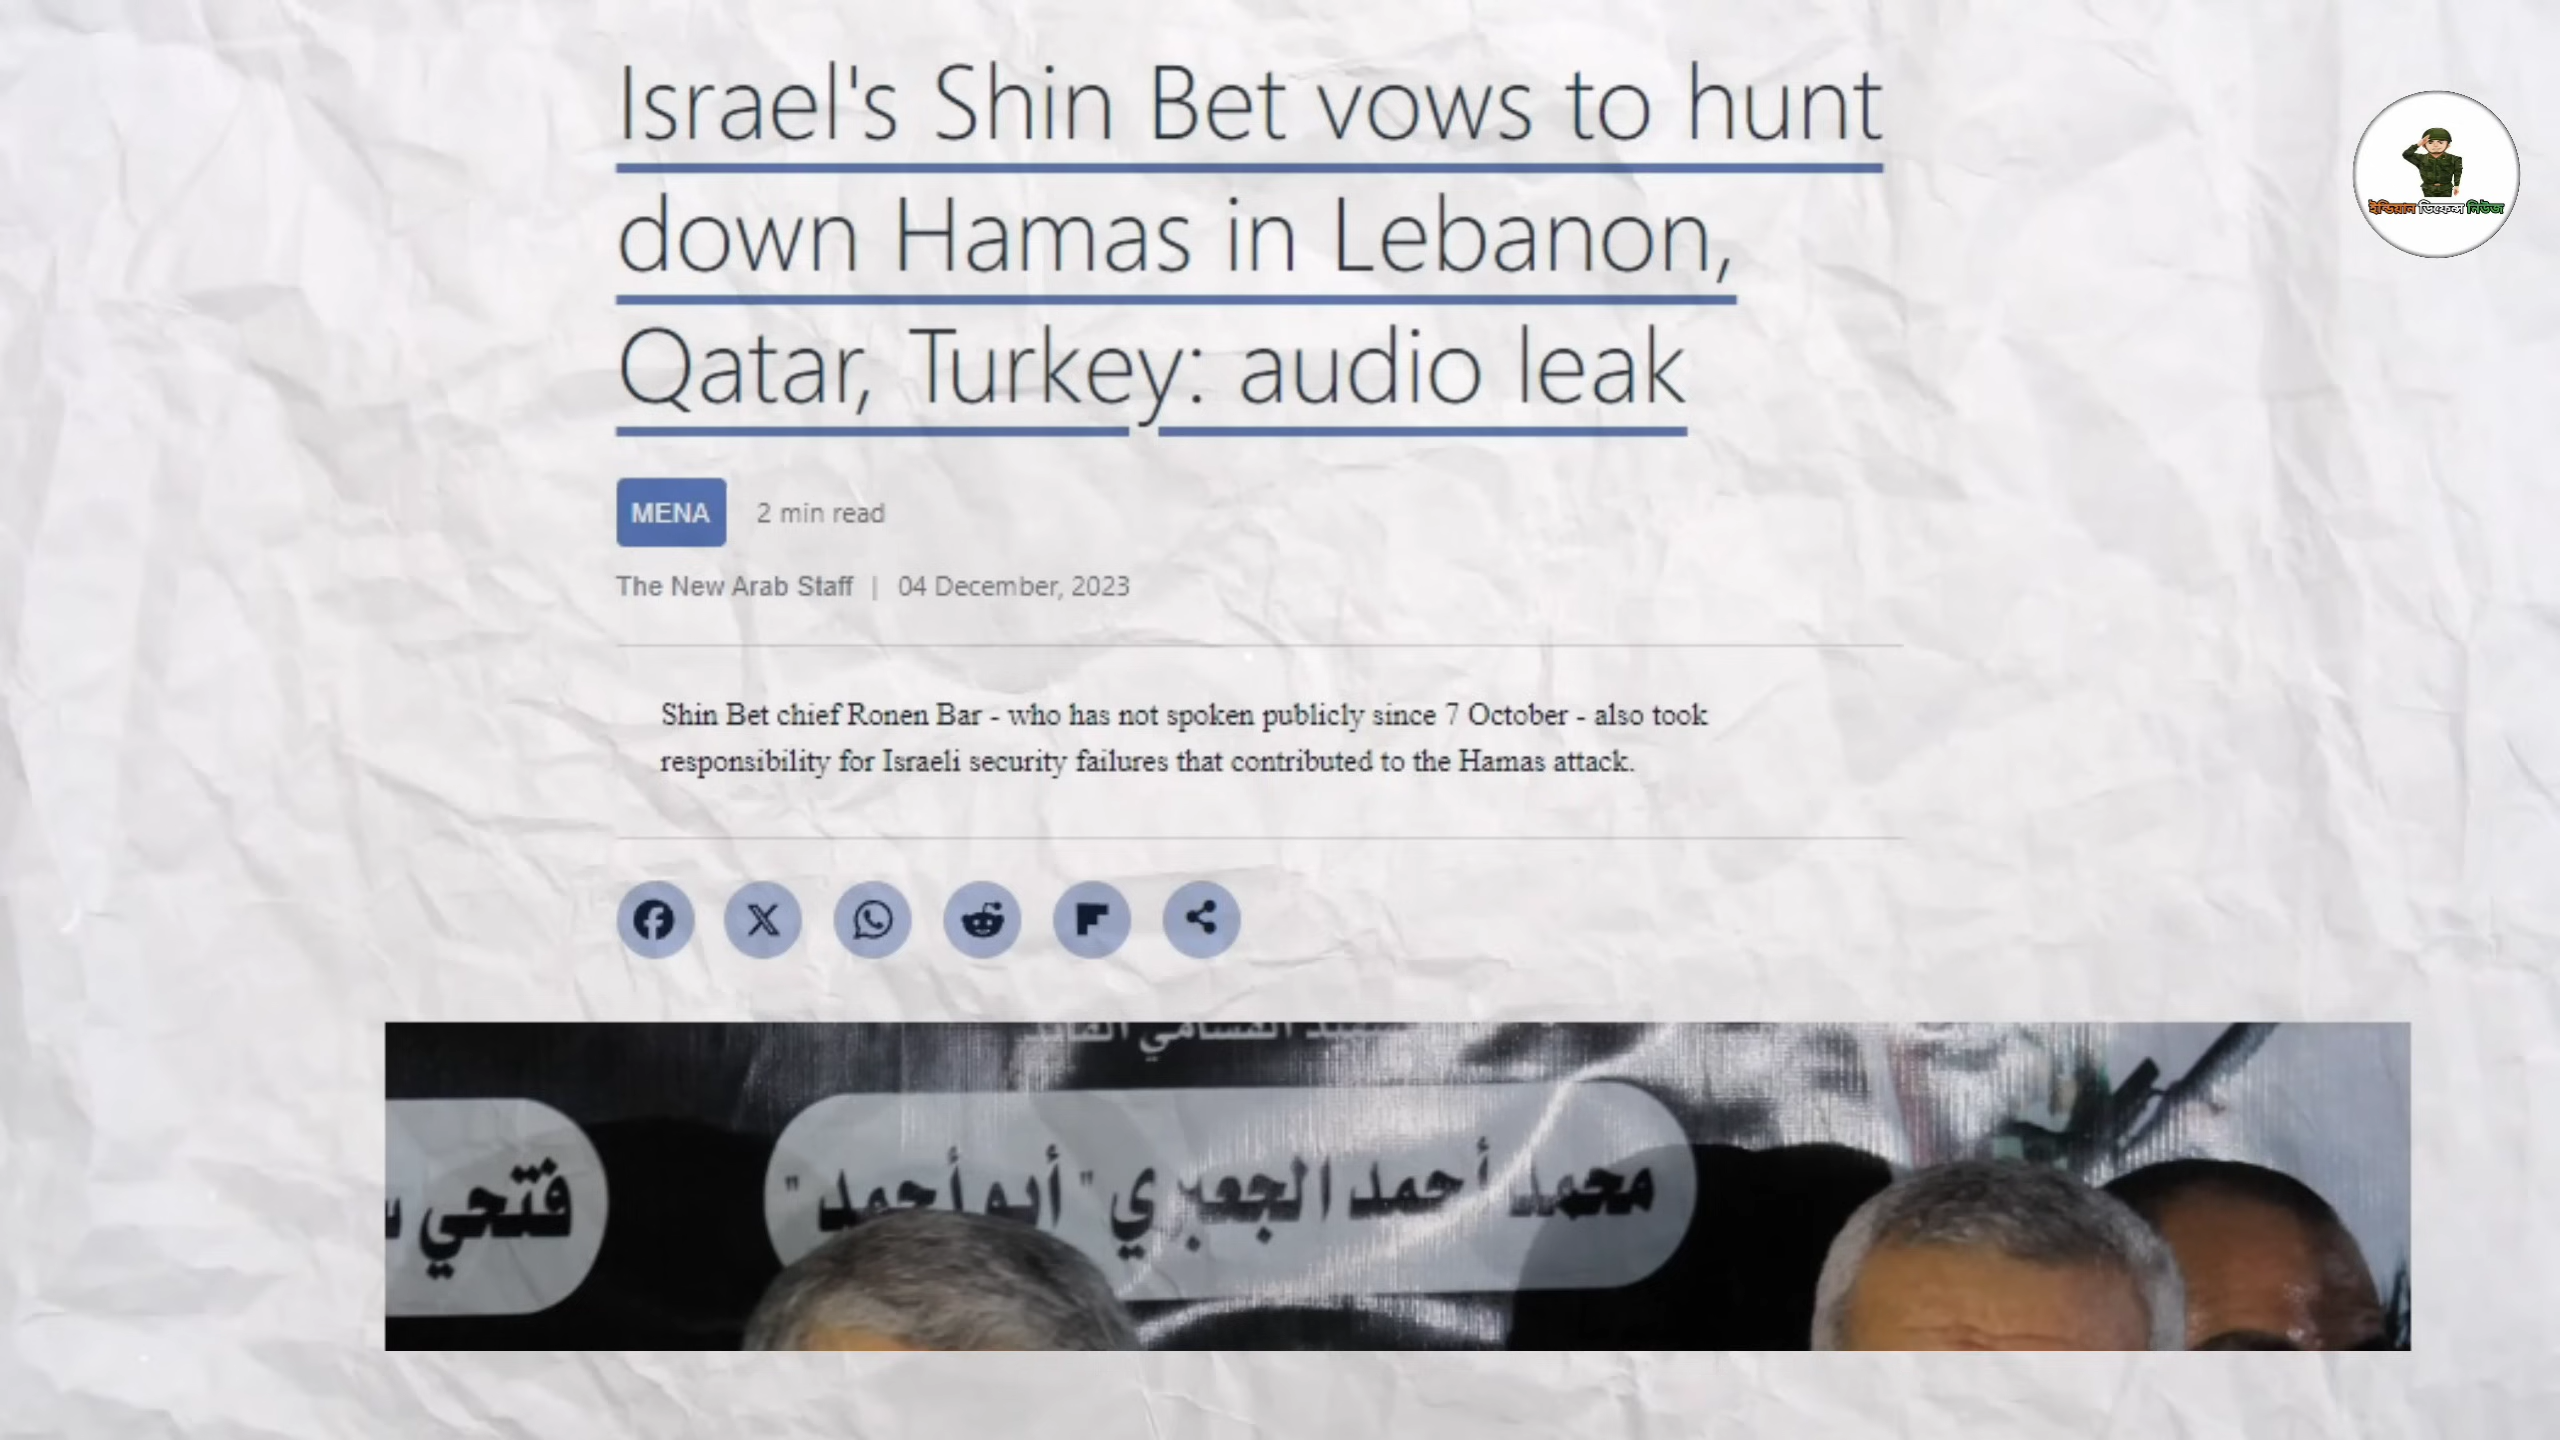 Israel's Shin Bet vows to hunt
down Hamas in Lebanon,
Qatar, Turkey: audio leak
ইন্ডিয়ান ডিফেন্স নিউজ
MENA 2 min read
The New Arab Staff | 04 December, 2023
Shin Bet chief Ronen Bar - who has not spoken publicly since 7 October - also took
responsibility for Israeli security failures that contributed to the Hamas attack.
محمد أحمد الجعبري "أبو أحمد"
فتحي